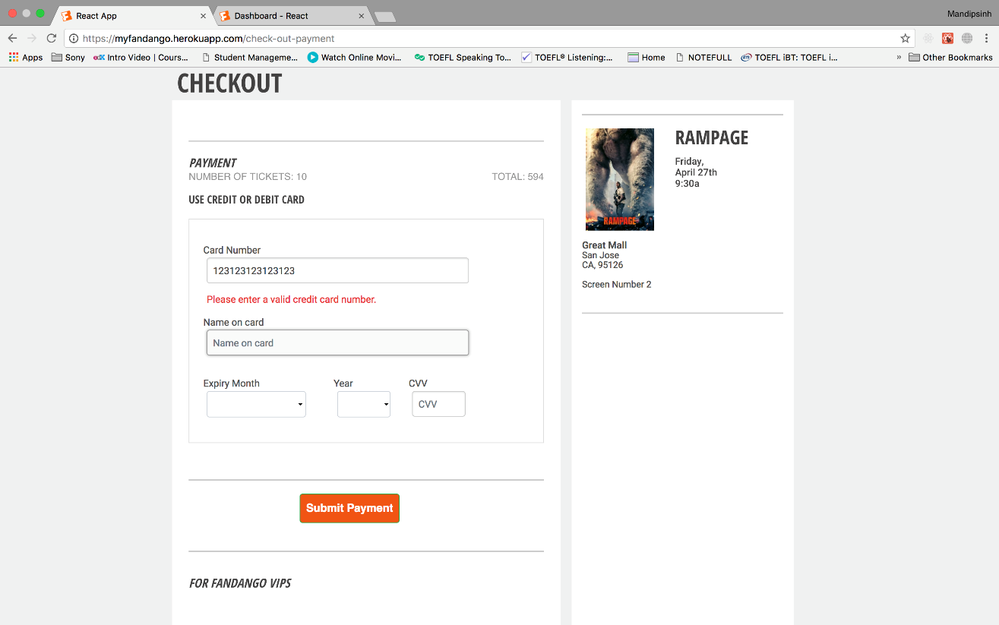 React App
Dashboard - React
Mandipsinh
https://myfandango.herokuapp.com/check-out-payment
Apps
Sony
Intro Video | Cours...
Student Manageme...
Watch Online Movi...
TOEFL Speaking To...
TOEFL® Listening:...
Home
NOTEFULL
TOEFL iBT: TOEFL i...
»
Other Bookmarks
CHECKOUT
PAYMENT
NUMBER OF TICKETS: 10
TOTAL: 594
USE CREDIT OR DEBIT CARD
Card Number
123123123123123
Please enter a valid credit card number.
Name on card
Name on card
Expiry Month
Year
CVV
CVV
Submit Payment
FOR FANDANGO VIPS
RAMPAGE
RAMPAGE
Friday,
April 27th
9:30a
Great Mall
San Jose
CA, 95126
Screen Number 2